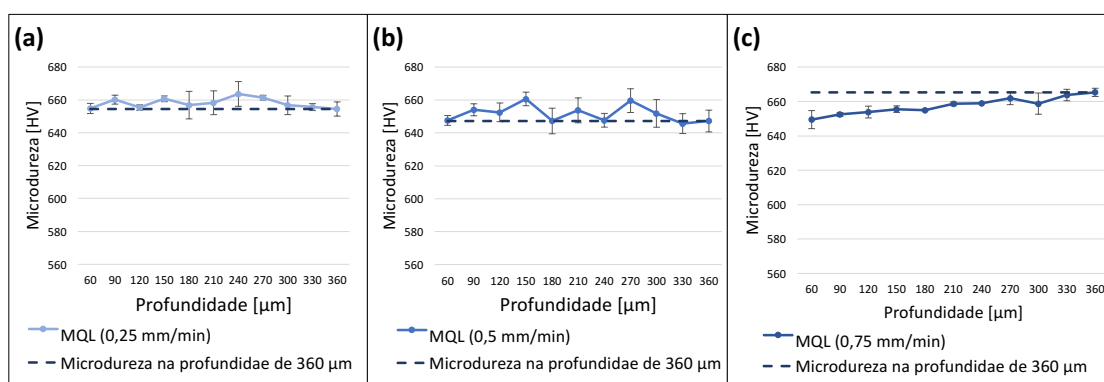 (a)
Microdureza [HV]
680
660
640
620
600
580
560
60 90 120 150 180 210 240 270 300 330 360
Profundidade [µm]
MQL (0,25 mm/min)
Microdureza na profundidae de 360 µm
(b)
Microdureza [HV]
680
660
640
620
600
580
560
60 90 120 150 180 210 240 270 300 330 360
Profundidade [µm]
MQL (0,5 mm/min)
Microdureza na profundidae de 360 µm
(c)
Microdureza [HV]
680
660
640
620
600
580
560
60 90 120 150 180 210 240 270 300 330 360
Profundidade [µm]
MQL (0,75 mm/min)
Microdureza na profundidae de 360 µm